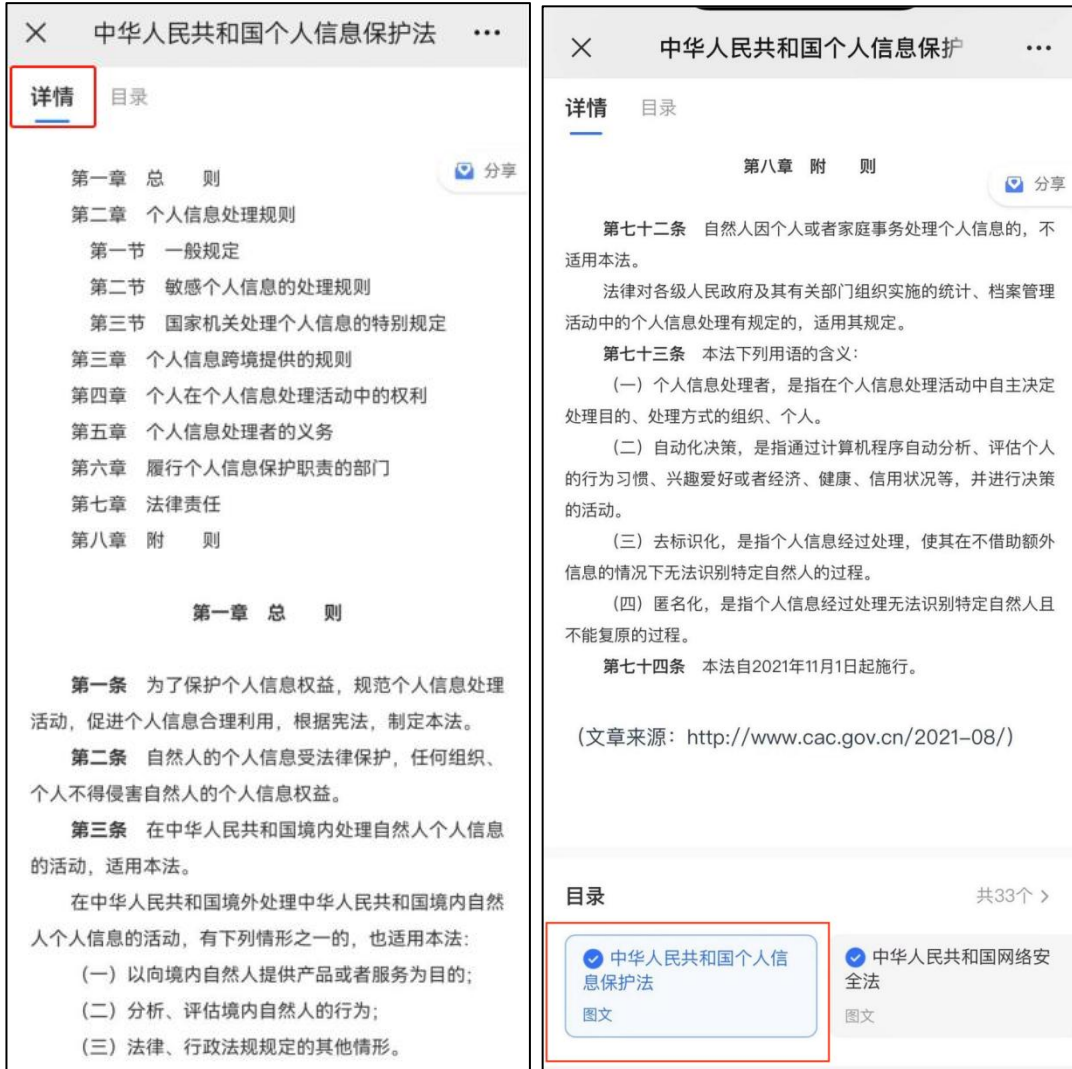 中华人民共和国个人信息保护法
详情 目录
分享
第一章 总 则
第二章 个人信息处理规则
第一节 一般规定
第二节 敏感个人信息的处理规则
第三节 国家机关处理个人信息的特别规定
第三章 个人信息跨境提供的规则
第四章 个人在个人信息处理活动中的权利
第五章 个人信息处理者的义务
第六章 履行个人信息保护职责的部门
第七章 法律责任
第八章 附 则
第一章 总 则
第一条 为了保护个人信息权益，规范个人信息处理
活动，促进个人信息合理利用，根据宪法，制定本法。
第二条 自然人的个人信息受法律保护，任何组织、
个人不得侵害自然人的个人信息权益。
第三条 在中华人民共和国境内处理自然人个人信息
的活动，适用本法。
在中华人民共和国境外处理中华人民共和国境内自然
人个人信息的活动，有下列情形之一的，也适用本法：
（一）以向境内自然人提供产品或者服务为目的；
（二）分析、评估境内自然人的行为；
（三）法律、行政法规规定的其他情形。
中华人民共和国个人信息保护
详情 目录
第八章 附 则
分享
第七十二条 自然人因个人或者家庭事务处理个人信息的，不
适用本法。
法律对各级人民政府及其有关部门组织实施的统计、档案管理
活动中的个人信息处理有规定的，适用其规定。
第七十三条 本法下列用语的含义：
（一）个人信息处理者，是指在个人信息处理活动中自主决定
处理目的、处理方式的组织、个人。
（二）自动化决策，是指通过计算机程序自动分析、评估个人
的行为习惯、兴趣爱好或者经济、健康、信用状况等，并进行决策
的活动。
（三）去标识化，是指个人信息经过处理，使其在不借助额外
信息的情况下无法识别特定自然人的过程。
（四）匿名化，是指个人信息经过处理无法识别特定自然人且
不能复原的过程。
第七十四条 本法自2021年11月1日起施行。
（文章来源：http://www.cac.gov.cn/2021-08/）
目录 共33个 >
中华人民共和国个人信
息保护法
图文
中华人民共和国网络安
全法
图文